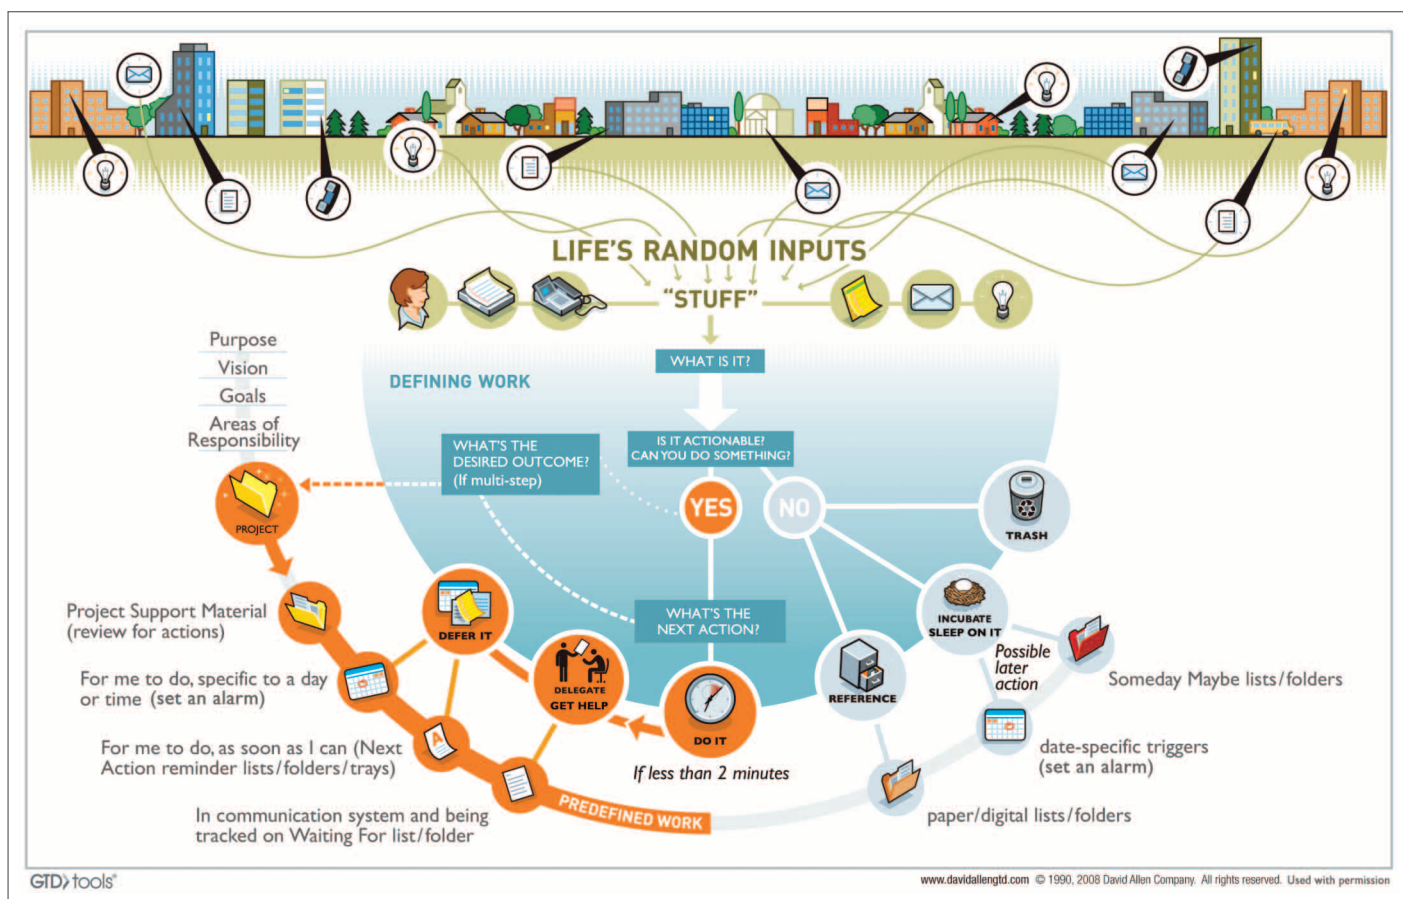 LIFE'S RANDOM INPUTS
"STUFF"
WHAT IS IT?
DEFINING WORK
Purpose
Vision
Goals
Areas of
Responsibility
PROJECT
WHAT'S THE
DESIRED OUTCOME?
(If multi-step)
IS IT ACTIONABLE?
CAN YOU DO SOMETHING?
YES
NO
TRASH
WHAT'S THE
NEXT ACTION?
DEFER IT
DELEGATE
GET HELP
DO IT
If less than 2 minutes
REFERENCE
INCUBATE
SLEEP ON IT
Possible
later
action
Someday Maybe lists/folders
date-specific triggers
(set an alarm)
paper/digital lists/folders
Project Support Material
(review for actions)
For me to do, specific to a day
or time (set an alarm)
For me to do, as soon as I can (Next
Action reminder lists/folders/trays)
A
In communication system and being
tracked on Waiting For list/folder
PREDEFINED WORK
GTD tools®
www.davidallengtd.com © 1990, 2008 David Allen Company. All rights reserved. Used with permission